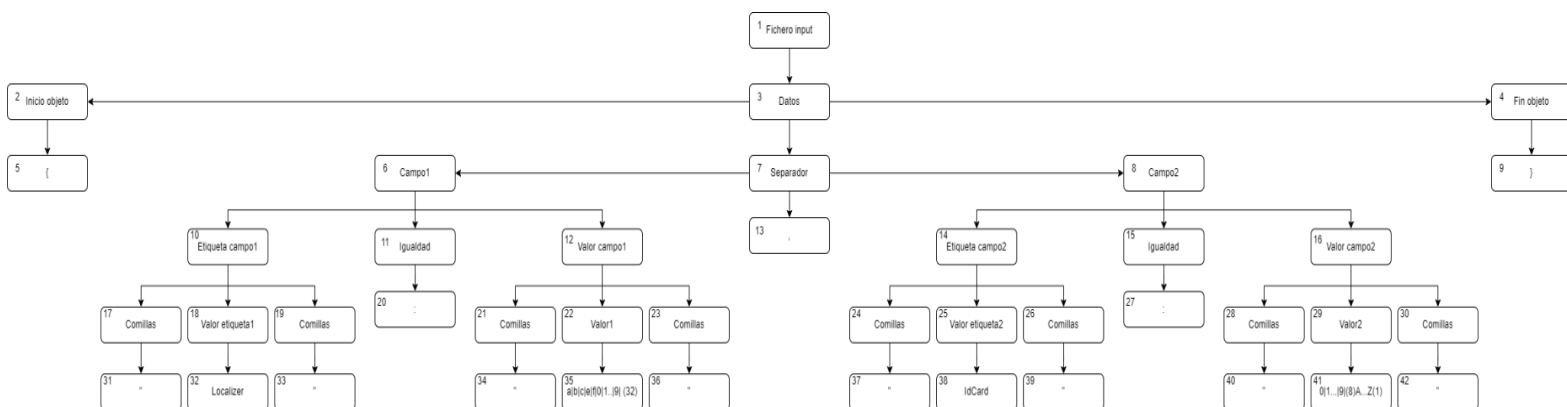 1 Fichero input
2 Inicio objeto
3 Datos
4 Fin objeto
5 {
6 Campo1
7 Separador
8 Campo2
9 }
10 Etiqueta campo1
11 Igualdad
12 Valor campo1
13 ,
14 Etiqueta campo2
15 Igualdad
16 Valor campo2
17 Comillas
18 Valor etiqueta1
19 Comillas
20 :
21 Comillas
22 Valor1
23 Comillas
24 Comillas
25 Valor etiqueta2
26 Comillas
27 :
28 Comillas
29 Valor2
30 Comillas
31 "
32 Localizer
33 "
34 "
35 a|b|c|e|f|0|1..|9| (32)
36 "
37 "
38 IdCard
39 "
40 "
41 0|1...|9|(8)A...Z(1)
42 "